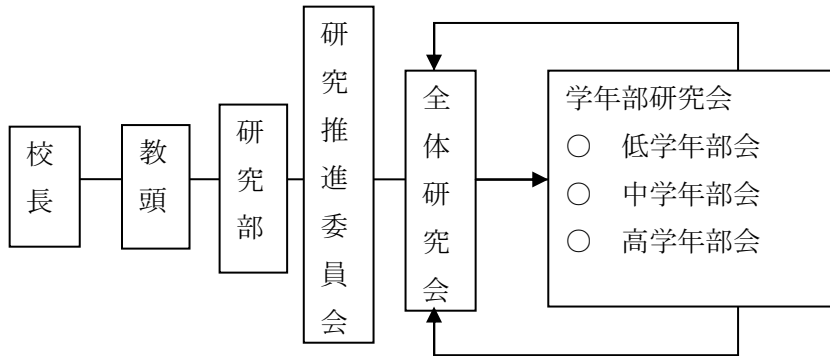 校長
教頭
研究部
研究推進委員会
全体研究会
学年部研究会
○　低学年部会
○　中学年部会
○　高学年部会